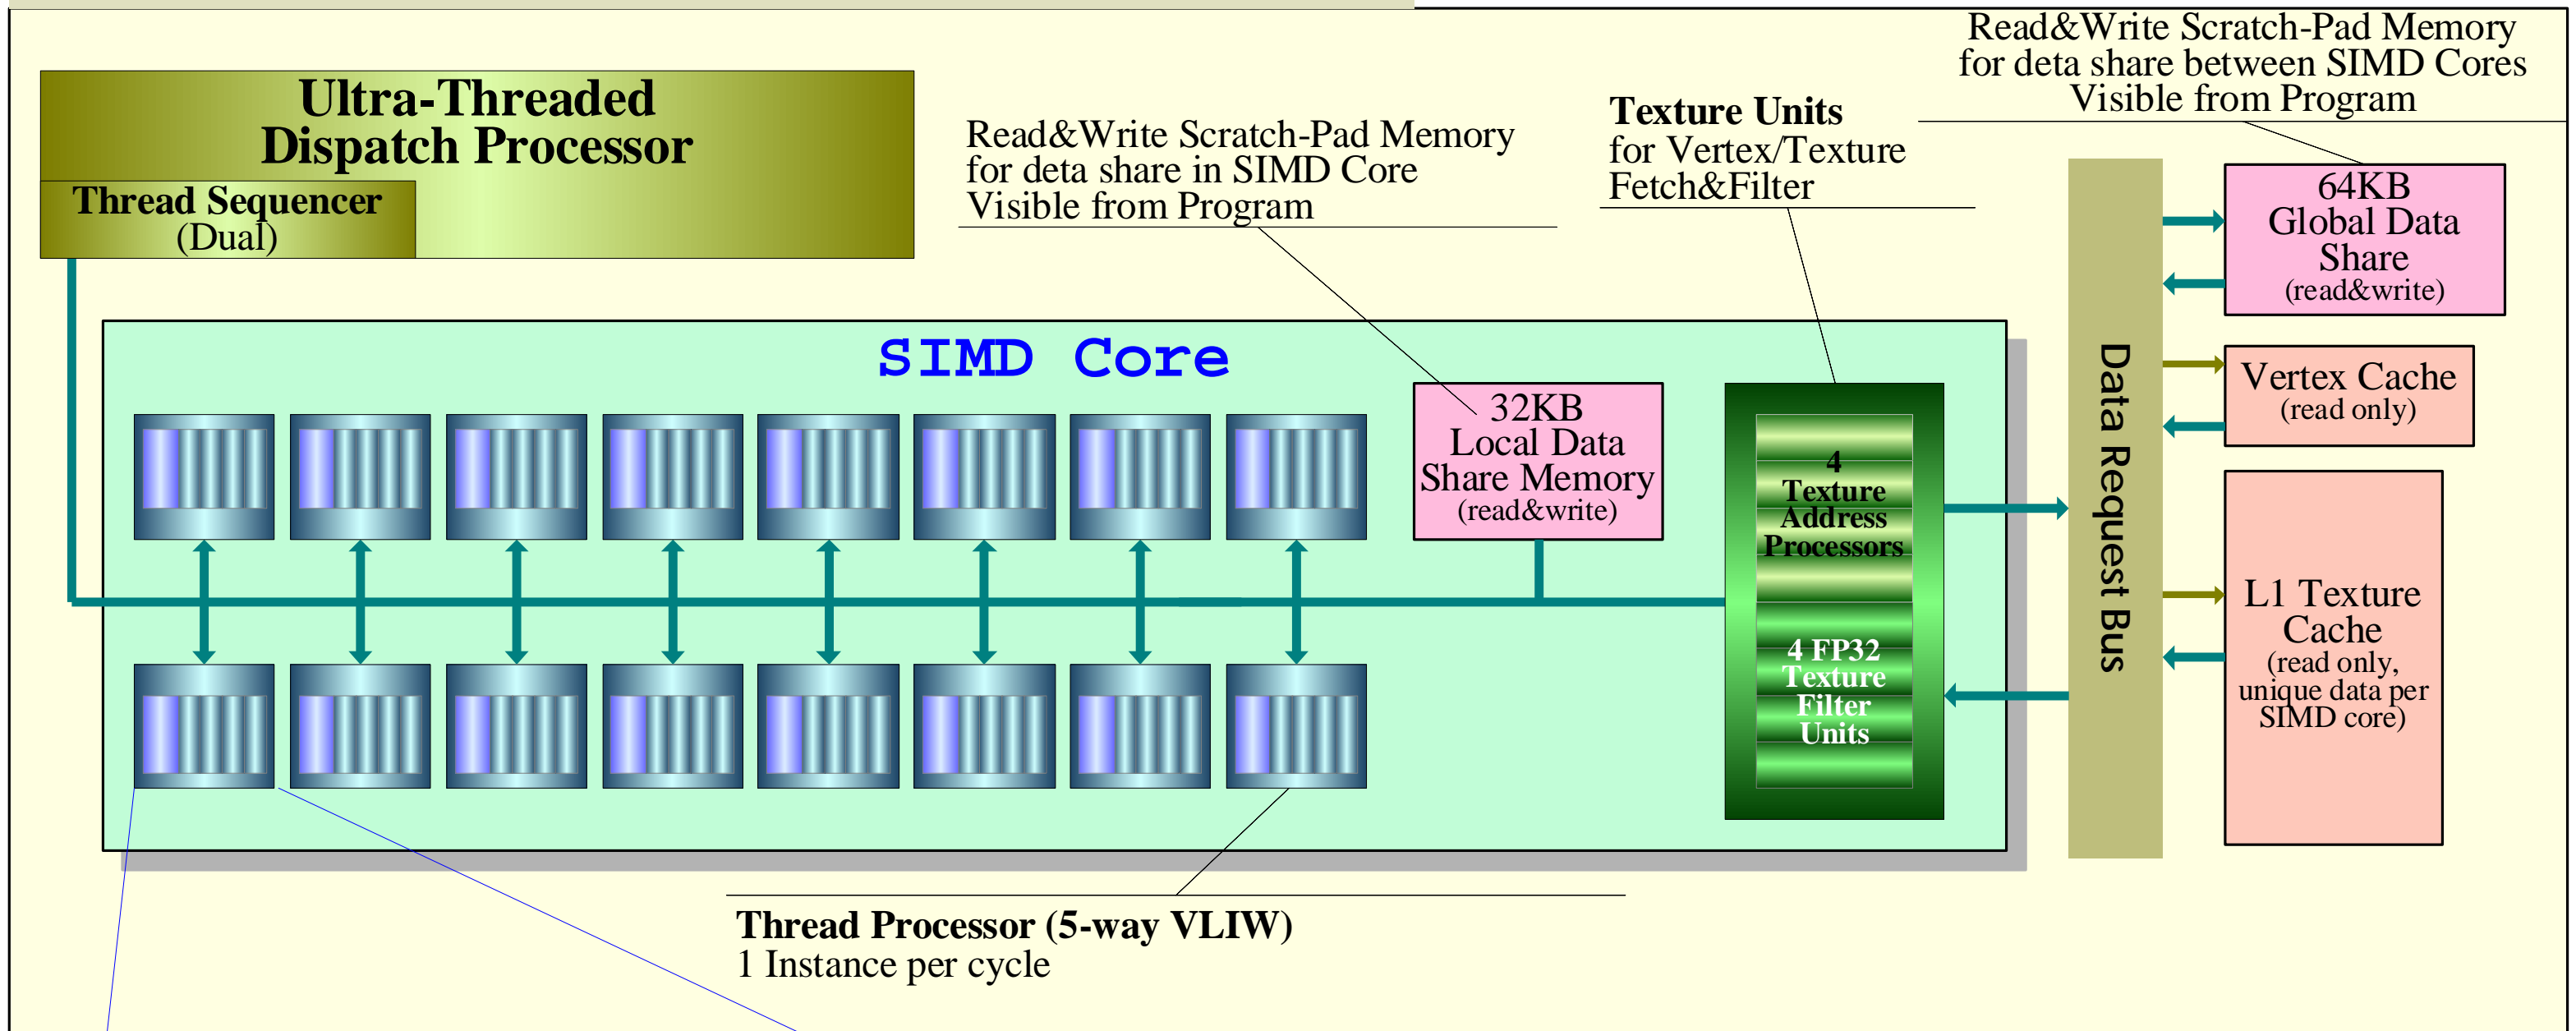 Ultra-Threaded
Dispatch Processor
Thread Sequencer
(Dual)
Read&Write Scratch-Pad Memory
for deta share in SIMD Core
Visible from Program
Texture Units
for Vertex/Texture
Fetch&Filter
Read&Write Scratch-Pad Memory
for deta share between SIMD Cores
Visible from Program
64KB
Global Data
Share
(read&write)
SIMD Core
32KB
Local Data
Share Memory
(read&write)
4
Texture
Address
Processors
4 FP32
Texture
Filter
Units
Data Request Bus
Vertex Cache
(read only)
L1 Texture
Cache
(read only,
unique data per
SIMD core)
Thread Processor (5-way VLIW)
1 Instance per cycle